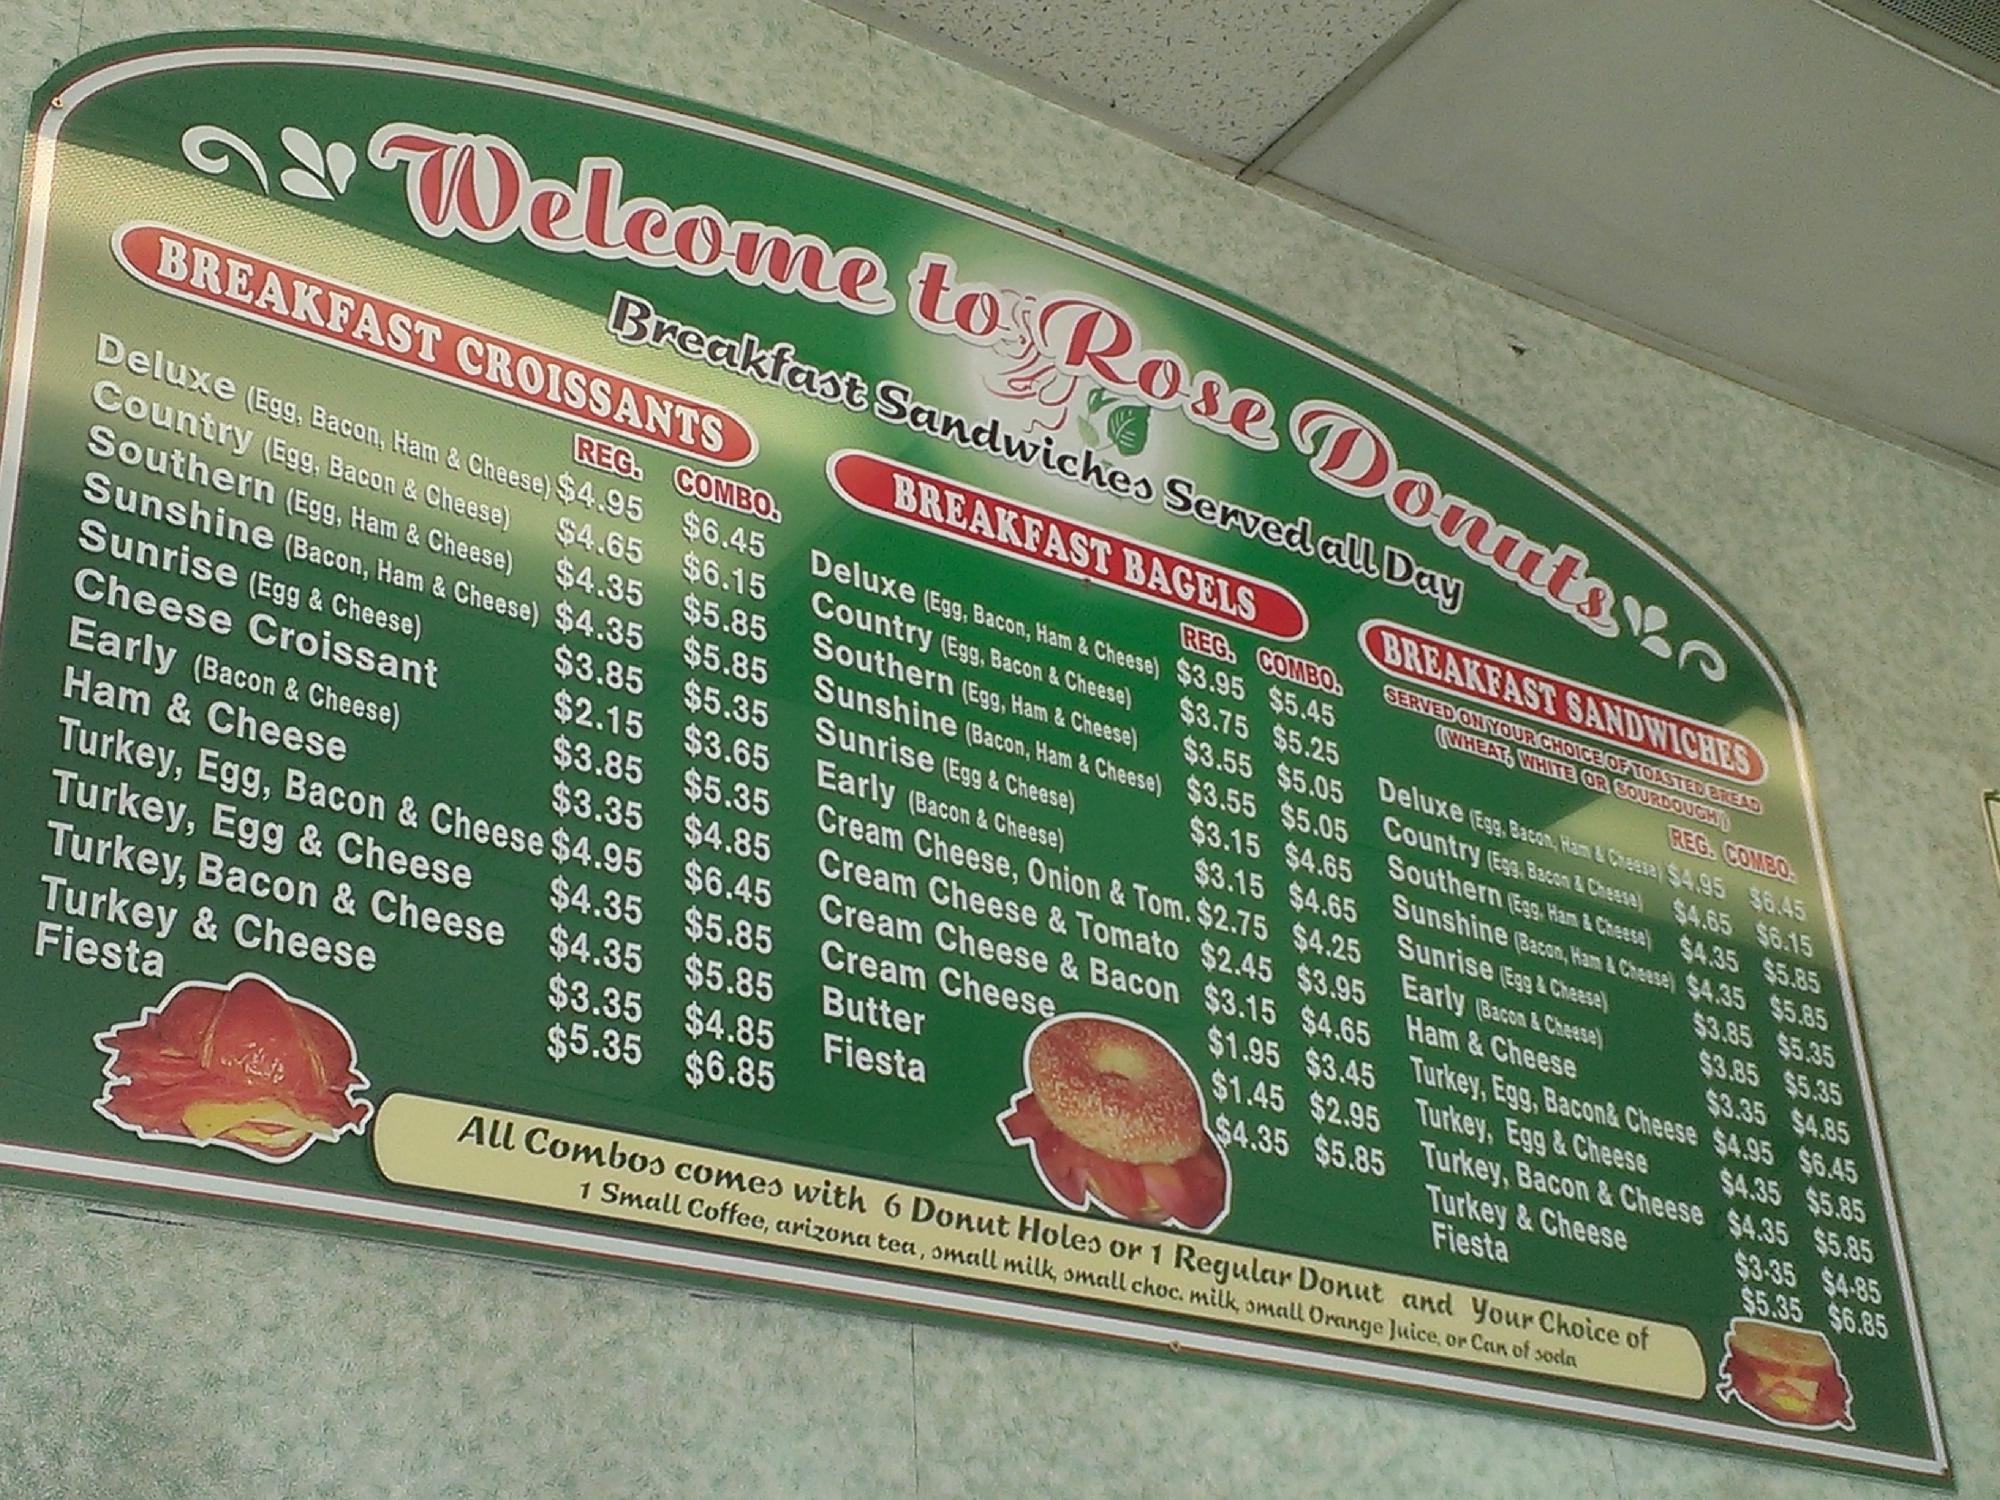 Welcome to Rose Donuts
Breakfast Sandwiches Served all Day
BREAKFAST CROISSANTS
REG. COMBO.
Deluxe (Egg, Bacon, Ham & Cheese) $4.95 $6.45
Country (Egg, Bacon & Cheese) $4.65 $6.15
Southern (Egg, Ham & Cheese) $4.35 $5.85
Sunshine (Bacon, Ham & Cheese) $4.35 $5.85
Sunrise (Egg & Cheese) $3.85 $5.35
Cheese Croissant $2.15 $3.65
Early (Bacon & Cheese) $3.85 $5.35
Ham & Cheese $3.35 $4.85
Turkey, Egg, Bacon & Cheese $4.95 $6.45
Turkey, Egg & Cheese $4.35 $5.85
Turkey, Bacon & Cheese $4.35 $5.85
Turkey & Cheese $3.35 $4.85
Fiesta $5.35 $6.85
BREAKFAST BAGELS
REG. COMBO.
Deluxe (Egg, Bacon, Ham & Cheese) $3.95 $5.45
Country (Egg, Bacon & Cheese) $3.75 $5.25
Southern (Egg, Ham & Cheese) $3.55 $5.05
Sunshine (Bacon, Ham & Cheese) $3.55 $5.05
Sunrise (Egg & Cheese) $3.15 $4.65
Early (Bacon & Cheese) $3.15 $4.65
Cream Cheese, Onion & Tom. $2.75 $4.25
Cream Cheese & Tomato $2.45 $3.95
Cream Cheese & Bacon $3.15 $4.65
Cream Cheese $1.95 $3.45
Butter $1.45 $2.95
Fiesta $4.35 $5.85
BREAKFAST SANDWICHES
SERVED ON YOUR CHOICE OF TOASTED BREAD
(WHEAT, WHITE OR SOURDOUGH)
REG. COMBO.
Deluxe (Egg, Bacon, Ham & Cheese) $4.95 $6.45
Country (Egg, Bacon & Cheese) $4.65 $6.15
Southern (Egg, Ham & Cheese) $4.35 $5.85
Sunshine (Bacon, Ham & Cheese) $4.35 $5.85
Sunrise (Egg & Cheese) $3.85 $5.35
Early (Bacon & Cheese) $3.85 $5.35
Ham & Cheese $3.35 $4.85
Turkey, Egg, Bacon& Cheese $4.95 $6.45
Turkey, Egg & Cheese $4.35 $5.85
Turkey, Bacon & Cheese $4.35 $5.85
Turkey & Cheese $3.35 $4.85
Fiesta $5.35 $6.85
All Combos comes with 6 Donut Holes or 1 Regular Donut and Your Choice of
1 Small Coffee, arizona tea, small milk, small choc. milk, small Orange Juice, or Can of soda